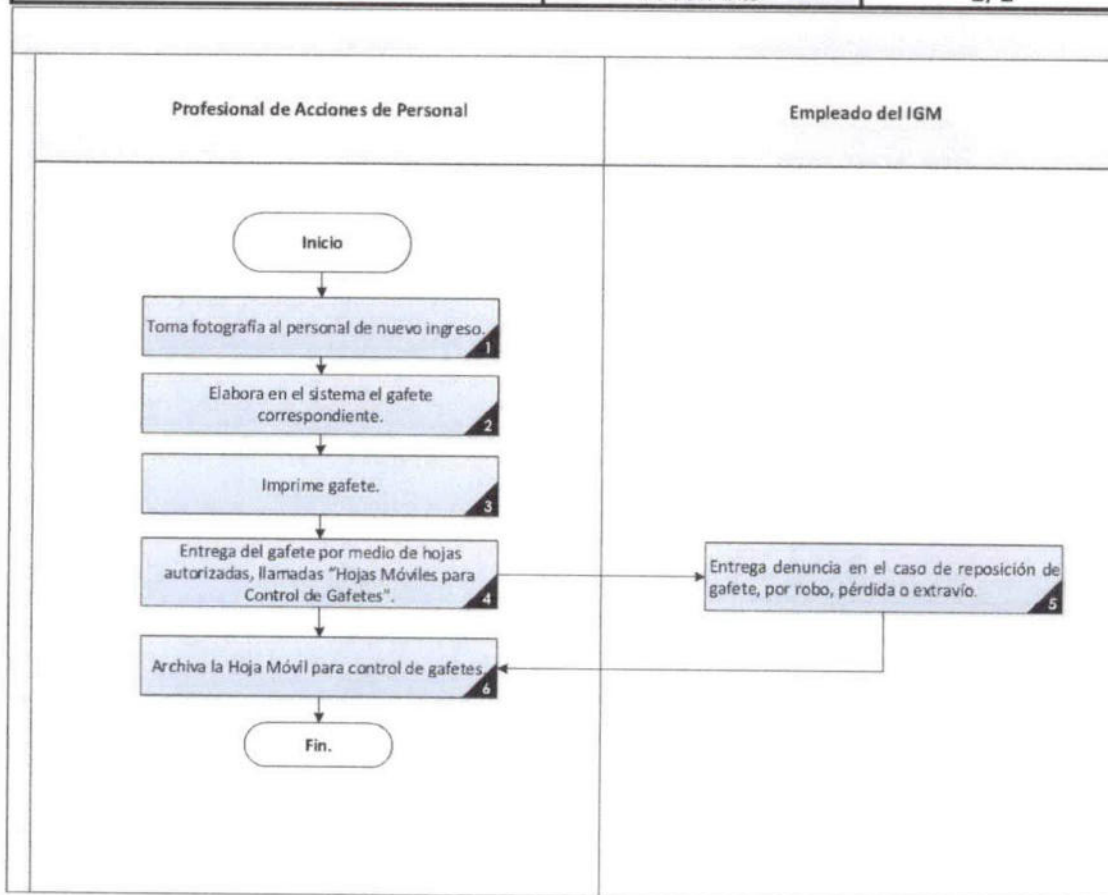 Profesional de Acciones de Personal
Empleado del IGM
Inicio
Toma fotografía al personal de nuevo ingreso.
1
Elabora en el sistema el gafete
correspondiente.
2
Imprime gafete.
3
Entrega del gafete por medio de hojas
autorizadas, llamadas "Hojas Móviles para
Control de Gafetes".
4
Entrega denuncia en el caso de reposición de
gafete, por robo, pérdida o extravío.
5
Archiva la Hoja Móvil para control de gafetes.
6
Fin.